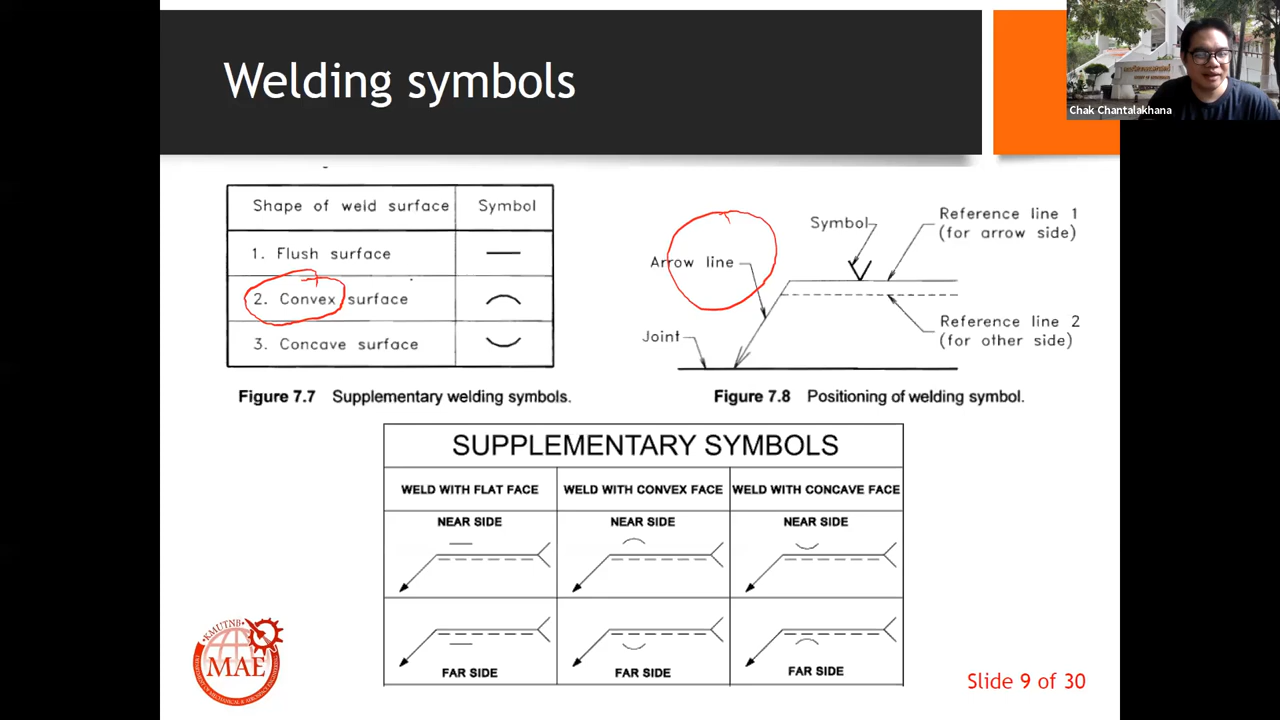 Welding symbols
Chak Chantalakhana
Shape of weld surface Symbol
1. Flush surface
2. Convex surface
3. Concave surface
Figure 7.7 Supplementary welding symbols.
Symbol
Reference line 1
(for arrow side)
Arrow line
Reference line 2
(for other side)
Joint
Figure 7.8 Positioning of welding symbol.
SUPPLEMENTARY SYMBOLS
WELD WITH FLAT FACE WELD WITH CONVEX FACE WELD WITH CONCAVE FACE
NEAR SIDE NEAR SIDE NEAR SIDE
FAR SIDE FAR SIDE FAR SIDE
KMUTNB
MAE
Slide 9 of 30